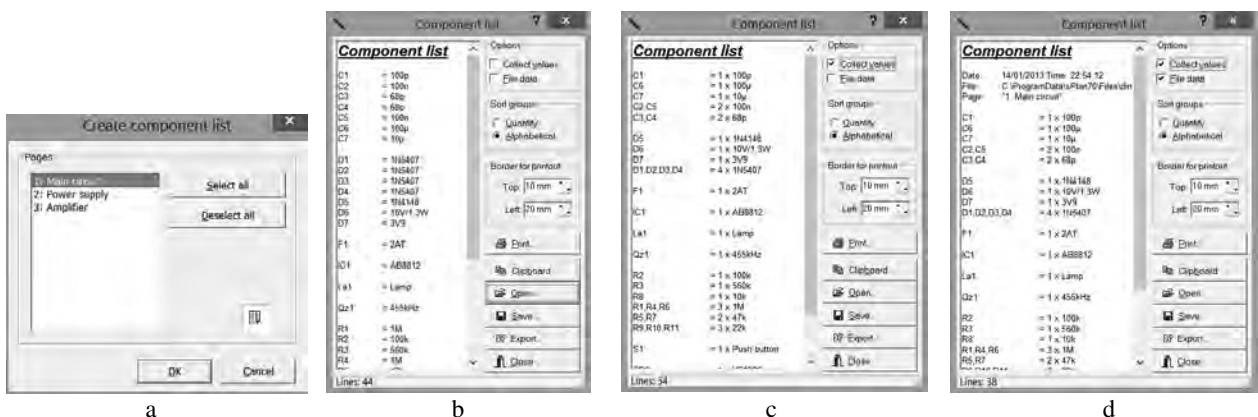 Create component list
Pages
1: Main circuit
2: Power supply
3: Amplifier
Select all
Deselect all
OK
Cancel
a
Component list
Component list
C1 = 100p
C2 = 100n
C3 = 68p
C4 = 68p
C5 = 100n
C6 = 100µ
C7 = 10µ
D1 = 1N5407
D2 = 1N5407
D3 = 1N5407
D4 = 1N5407
D5 = 1N4148
D6 = 10V/1.3W
D7 = 3V9
F1 = 2AT
IC1 = AB8812
La1 = Lamp
Qz1 = 455kHz
R1 = 1M
R2 = 100k
R3 = 560k
R4 = 1M
Lines: 44
Options
Collect values
File data
Sort groups
Quantity
Alphabetical
Border for printout
Top: 10 mm
Left: 20 mm
Print...
Clipboard
Open...
Save...
Export...
Close
b
Component list
Component list
C1 = 1 x 100p
C6 = 1 x 100µ
C7 = 1 x 10µ
C2,C5 = 2 x 100n
C3,C4 = 2 x 68p
D5 = 1 x 1N4148
D6 = 1 x 10V/1.3W
D7 = 1 x 3V9
D1,D2,D3,D4 = 4 x 1N5407
F1 = 1 x 2AT
IC1 = 1 x AB8812
La1 = 1 x Lamp
Qz1 = 1 x 455kHz
R2 = 1 x 100k
R3 = 1 x 560k
R8 = 1 x 10k
R1,R4,R6 = 3 x 1M
R5,R7 = 2 x 47k
R9,R10,R11 = 3 x 22k
S1 = 1 x Push button
Lines: 34
Options
Collect values
File data
Sort groups
Quantity
Alphabetical
Border for printout
Top: 10 mm
Left: 20 mm
Print...
Clipboard
Open...
Save...
Export...
Close
c
Component list
Component list
Date: 14/01/2013 Time: 22:54:12
File: C:\ProgramData\sPlan70\Files\din
Page: "1: Main circuit"
C1 = 1 x 100p
C6 = 1 x 100µ
C7 = 1 x 10µ
C2,C5 = 2 x 100n
C3,C4 = 2 x 68p
D5 = 1 x 1N4148
D6 = 1 x 10V/1.3W
D7 = 1 x 3V9
D1,D2,D3,D4 = 4 x 1N5407
F1 = 1 x 2AT
IC1 = 1 x AB8812
La1 = 1 x Lamp
Qz1 = 1 x 455kHz
R2 = 1 x 100k
R3 = 1 x 560k
R8 = 1 x 10k
R1,R4,R6 = 3 x 1M
R5,R7 = 2 x 47k
Lines: 38
Options
Collect values
File data
Sort groups
Quantity
Alphabetical
Border for printout
Top: 10 mm
Left: 20 mm
Print...
Clipboard
Open...
Save...
Export...
Close
d